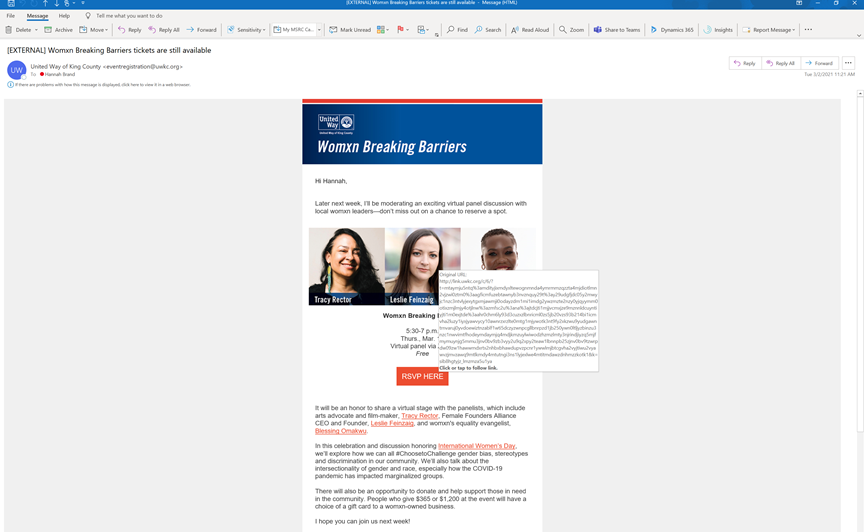 [EXTERNAL] Womxn Breaking Barriers tickets are still available - Message (HTML)
File Message Help Tell me what you want to do
Delete Archive Move Reply Reply All Forward Sensitivity My MSRC Ca... Mark Unread Find Search Read Aloud Zoom Share to Teams Dynamics 365 Insights Report Message
[EXTERNAL] Womxn Breaking Barriers tickets are still available
UW
United Way of King County <eventregistration@uwkc.org>
To Hannah Brand
Reply Reply All Forward
Tue 3/2/2021 11:21 AM
If there are problems with how this message is displayed, click here to view it in a web browser.
United Way
United Way of King County
Womxn Breaking Barriers
Hi Hannah,
Later next week, I'll be moderating an exciting virtual panel discussion with
local womxn leaders—don't miss out on a chance to reserve a spot.
Tracy Rector
Leslie Feinzaig
Original URL:
http://link.uwkc.org/U5/?
Click or tap to follow link.
Womxn Breaking
5:30-7 p.m.
Thurs., Mar.
Virtual panel via
Free
RSVP HERE
It will be an honor to share a virtual stage with the panelists, which include
arts advocate and film-maker, Tracy Rector, Female Founders Alliance
CEO and Founder, Leslie Feinzaig, and womxn's equality evangelist,
Blessing Omakwu.
In this celebration and discussion honoring International Women's Day,
we'll explore how we can all #ChoosetoChallenge gender bias, stereotypes
and discrimination in our community. We'll also talk about the
intersectionality of gender and race, especially how the COVID-19
pandemic has impacted marginalized groups.
There will also be an opportunity to donate and help support those in need
in the community. People who give $365 or $1,200 at the event will have a
choice of a gift card to a womxn-owned business.
I hope you can join us next week!